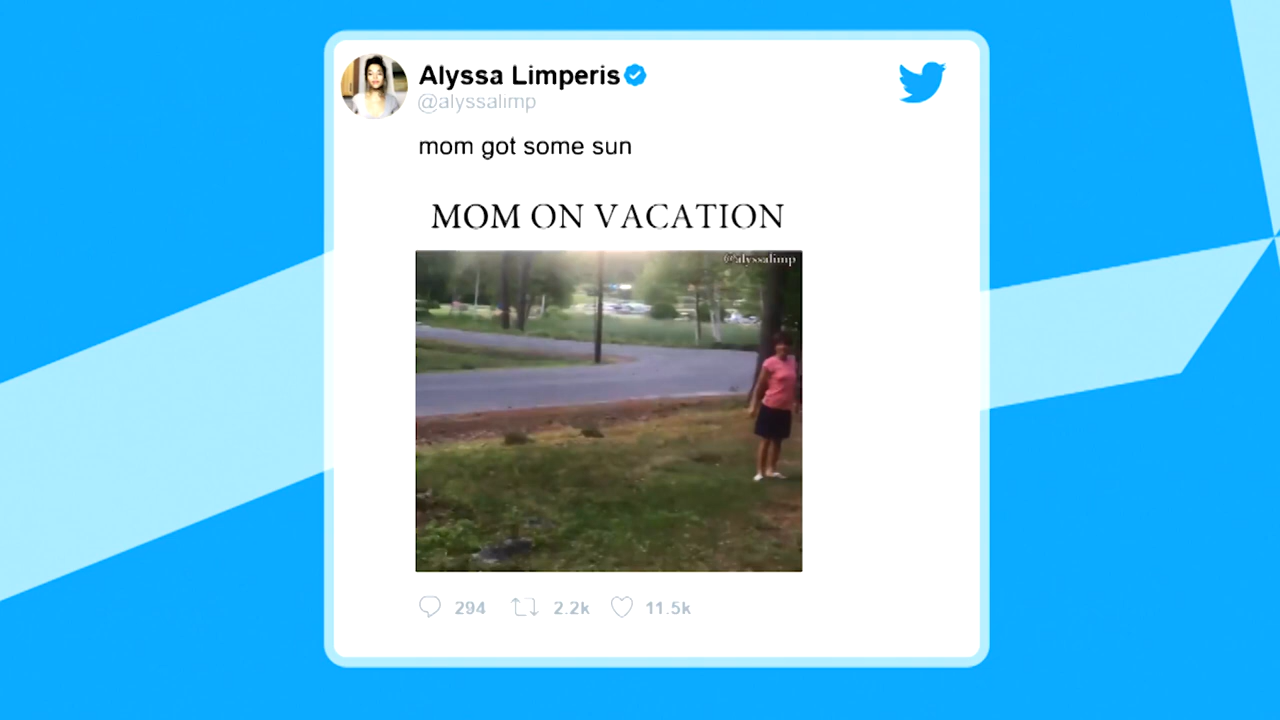 Alyssa Limperis
@alyssalimp
mom got some sun
MOM ON VACATION
@alyssalimp
294 2.2k 11.5k